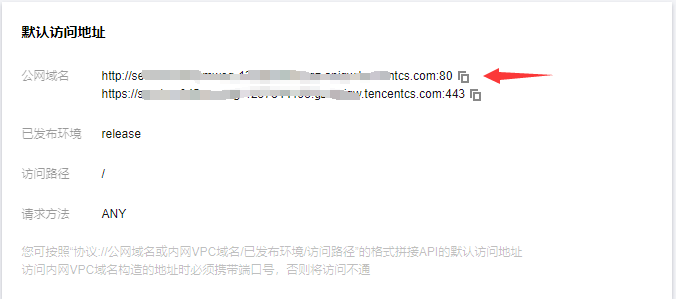 默认访问地址
公网域名 http://se tencentcs.com:80
https://s .tencentcs.com:443
已发布环境 release
访问路径 /
请求方法 ANY
您可按照“协议://公网域名或内网VPC域名/已发布环境/访问路径”的格式拼接API的默认访问地址
访问内网VPC域名构造的地址时必须携带端口号，否则将访问不通